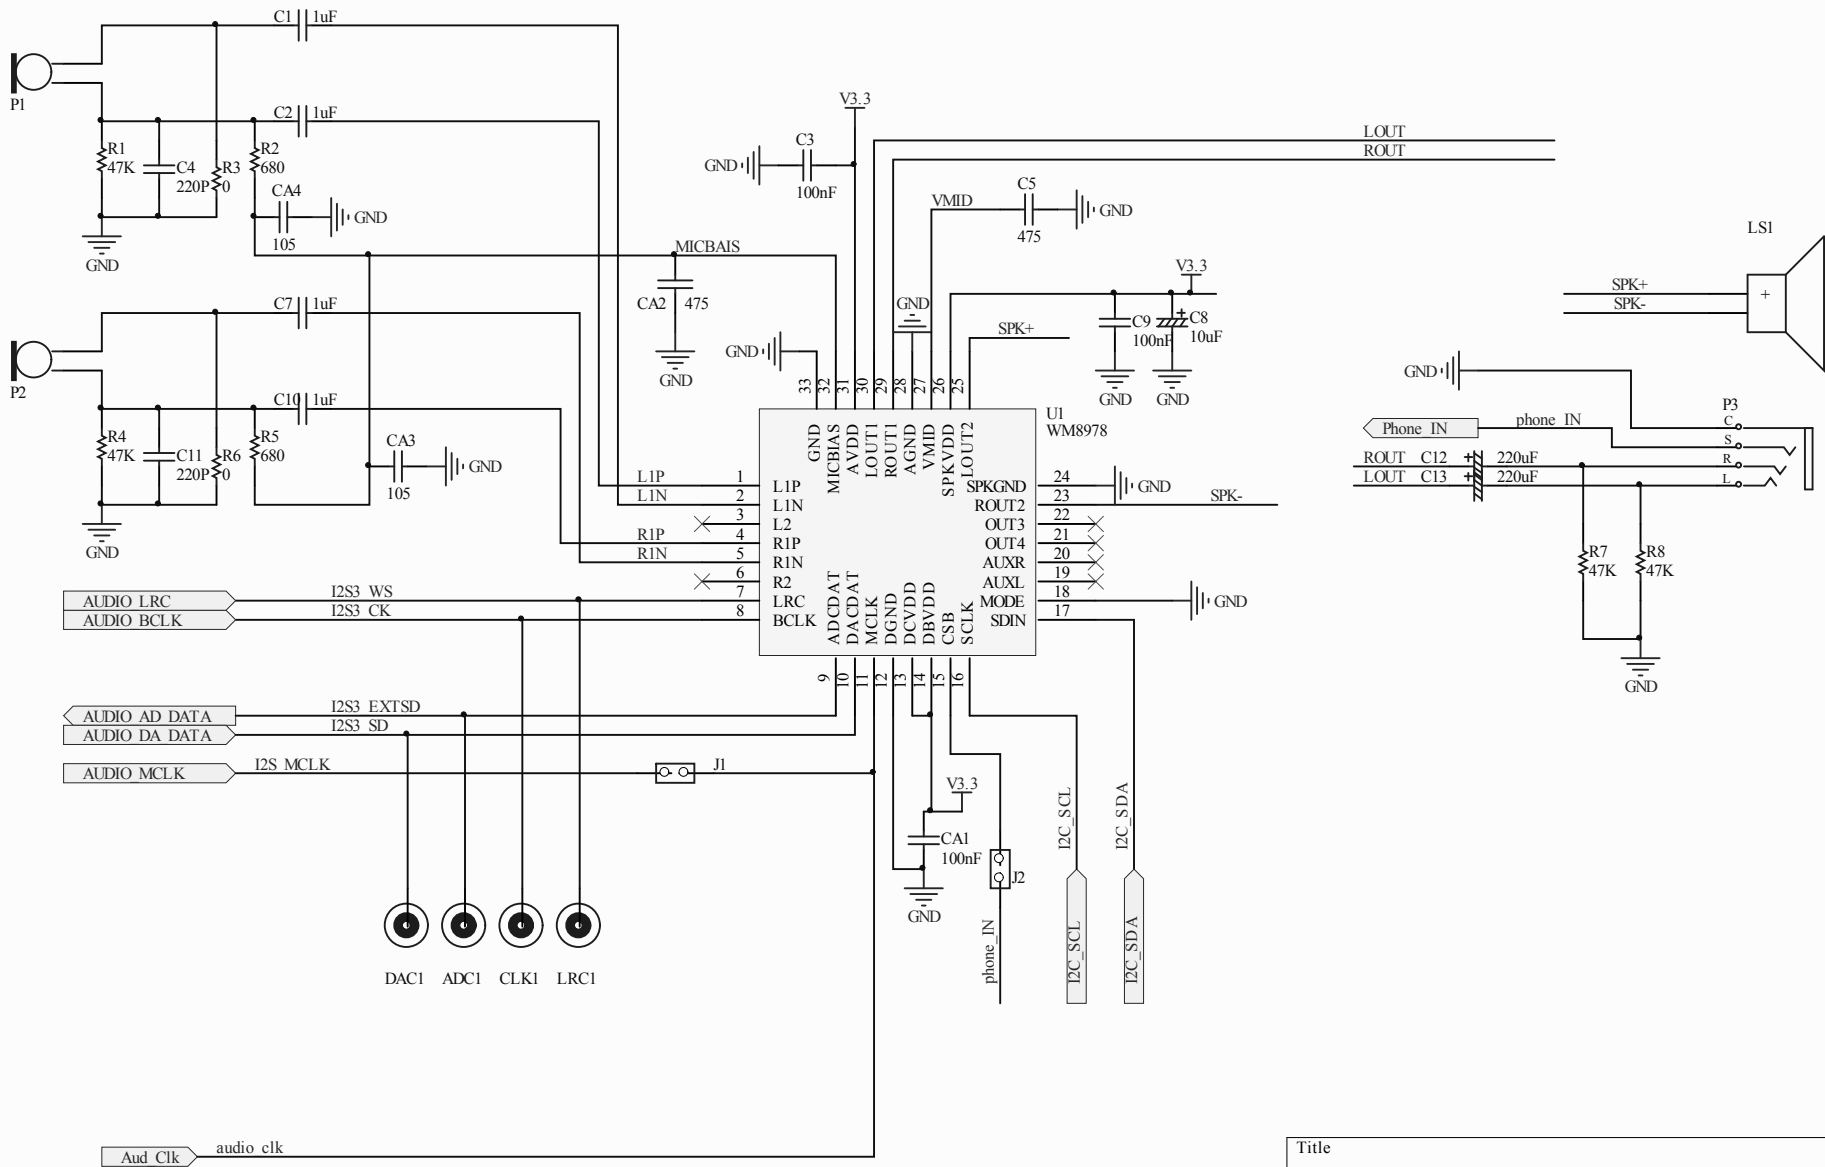 C1 1uF
P1
C2 1uF
R1
47K
C4
220P
R3
0
R2
680
CA4
105
GND
GND
V3.3
C3
GND
100nF
LOUT
ROUT
VMID
C5
475
GND
MICBAIS
CA2 475
GND
LS1
SPK+
SPK-
+
V3.3
GND
SPK+
C9
100nF
C8
10uF
GND
GND
GND
C7 1uF
P2
C10 1uF
R4
47K
C11
220P
R6
0
R5
680
CA3
105
GND
GND
33
32
31
30
29
28
27
26
25
U1
WM8978
GND
MICBIAS
AVDD
LOUT1
ROUT1
AGND
VMID
SPKVDD
LOUT2
L1P 1 L1P
L1N 2 L1N
3 L2
R1P 4 R1P
R1N 5 R1N
6 R2
7 LRC
8 BCLK
SPKGND 24 GND
ROUT2 23 SPK-
OUT3 22
OUT4 21
AUXR 20
AUXL 19
MODE 18 GND
SDIN 17
ADCDAT
DACDAT
MCLK
DGND
DCVDD
DBVDD
CSB
SCLK
9
10
11
12
13
14
15
16
GND
Phone_IN phone_IN
P3
C
S
R
L
ROUT C12 220uF
LOUT C13 220uF
R7
47K
R8
47K
GND
AUDIO_LRC I2S3_WS
AUDIO_BCLK I2S3_CK
AUDIO_AD_DATA I2S3_EXTSD
AUDIO_DA_DATA I2S3_SD
AUDIO_MCLK I2S_MCLK J1
V3.3
CA1
100nF
GND
J2
phone_IN
I2C_SCL
I2C_SDA
I2C_SCL
I2C_SDA
DAC1 ADC1 CLK1 LRC1
Aud_Clk audio_clk
Title